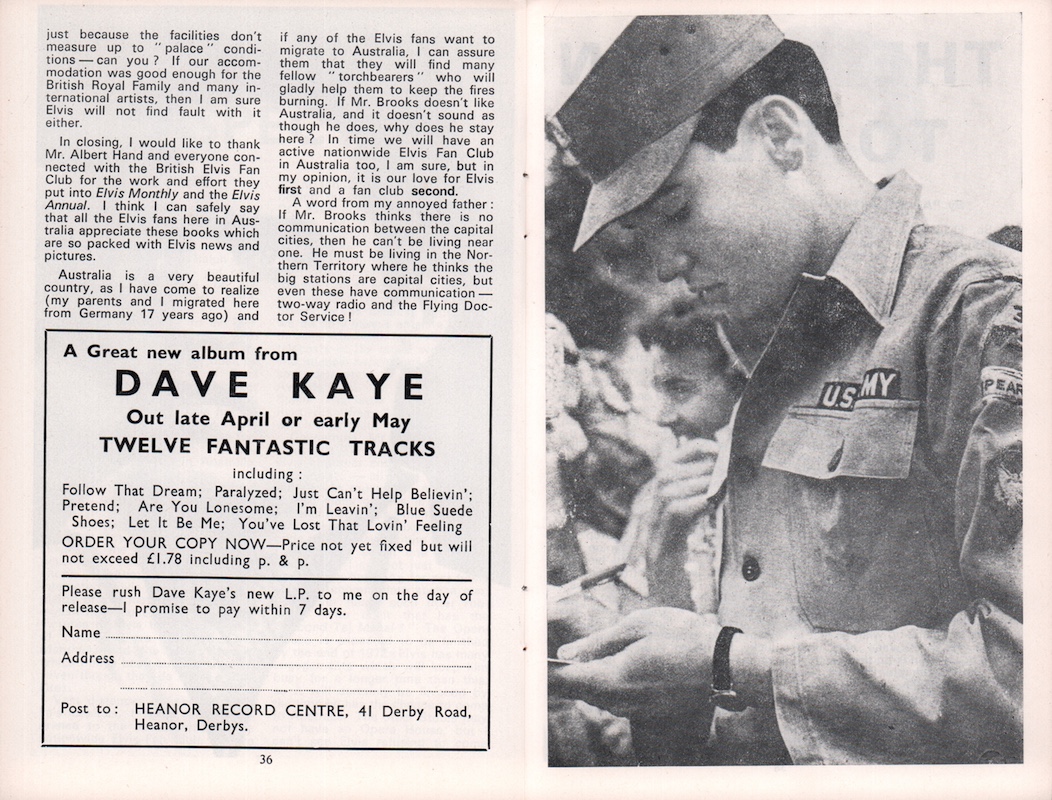 just because the facilities don't
measure up to "palace" condi-
tions — can you? If our accom-
modation was good enough for the
British Royal Family and many in-
ternational artists, then I am sure
Elvis will not find fault with it
either.
In closing, I would like to thank
Mr. Albert Hand and everyone con-
nected with the British Elvis Fan
Club for the work and effort they
put into Elvis Monthly and the Elvis
Annual. I think I can safely say
that all the Elvis fans here in Aus-
tralia appreciate these books which
are so packed with Elvis news and
pictures.
Australia is a very beautiful
country, as I have come to realize
(my parents and I migrated here
from Germany 17 years ago) and
if any of the Elvis fans want to
migrate to Australia, I can assure
them that they will find many
fellow "torchbearers" who will
gladly help them to keep the fires
burning. If Mr. Brooks doesn't like
Australia, and it doesn't sound as
though he does, why does he stay
here? In time we will have an
active nationwide Elvis Fan Club
in Australia too, I am sure, but in
my opinion, it is our love for Elvis
first and a fan club second.
A word from my annoyed father:
If Mr. Brooks thinks there is no
communication between the capital
cities, then he can't be living near
one. He must be living in the Nor-
thern Territory where he thinks the
big stations are capital cities, but
even these have communication —
two-way radio and the Flying Doc-
tor Service!
A Great new album from
DAVE KAYE
Out late April or early May
TWELVE FANTASTIC TRACKS
including:
Follow That Dream; Paralyzed; Just Can't Help Believin';
Pretend; Are You Lonesome; I'm Leavin'; Blue Suede
Shoes; Let It Be Me; You've Lost That Lovin' Feeling
ORDER YOUR COPY NOW—Price not yet fixed but will
not exceed £1.78 including p. & p.
Please rush Dave Kaye's new L.P. to me on the day of
release—I promise to pay within 7 days.
Name
Address
Post to: HEANOR RECORD CENTRE, 41 Derby Road,
Heanor, Derbys.
36
U.S. ARMY
SPEAR